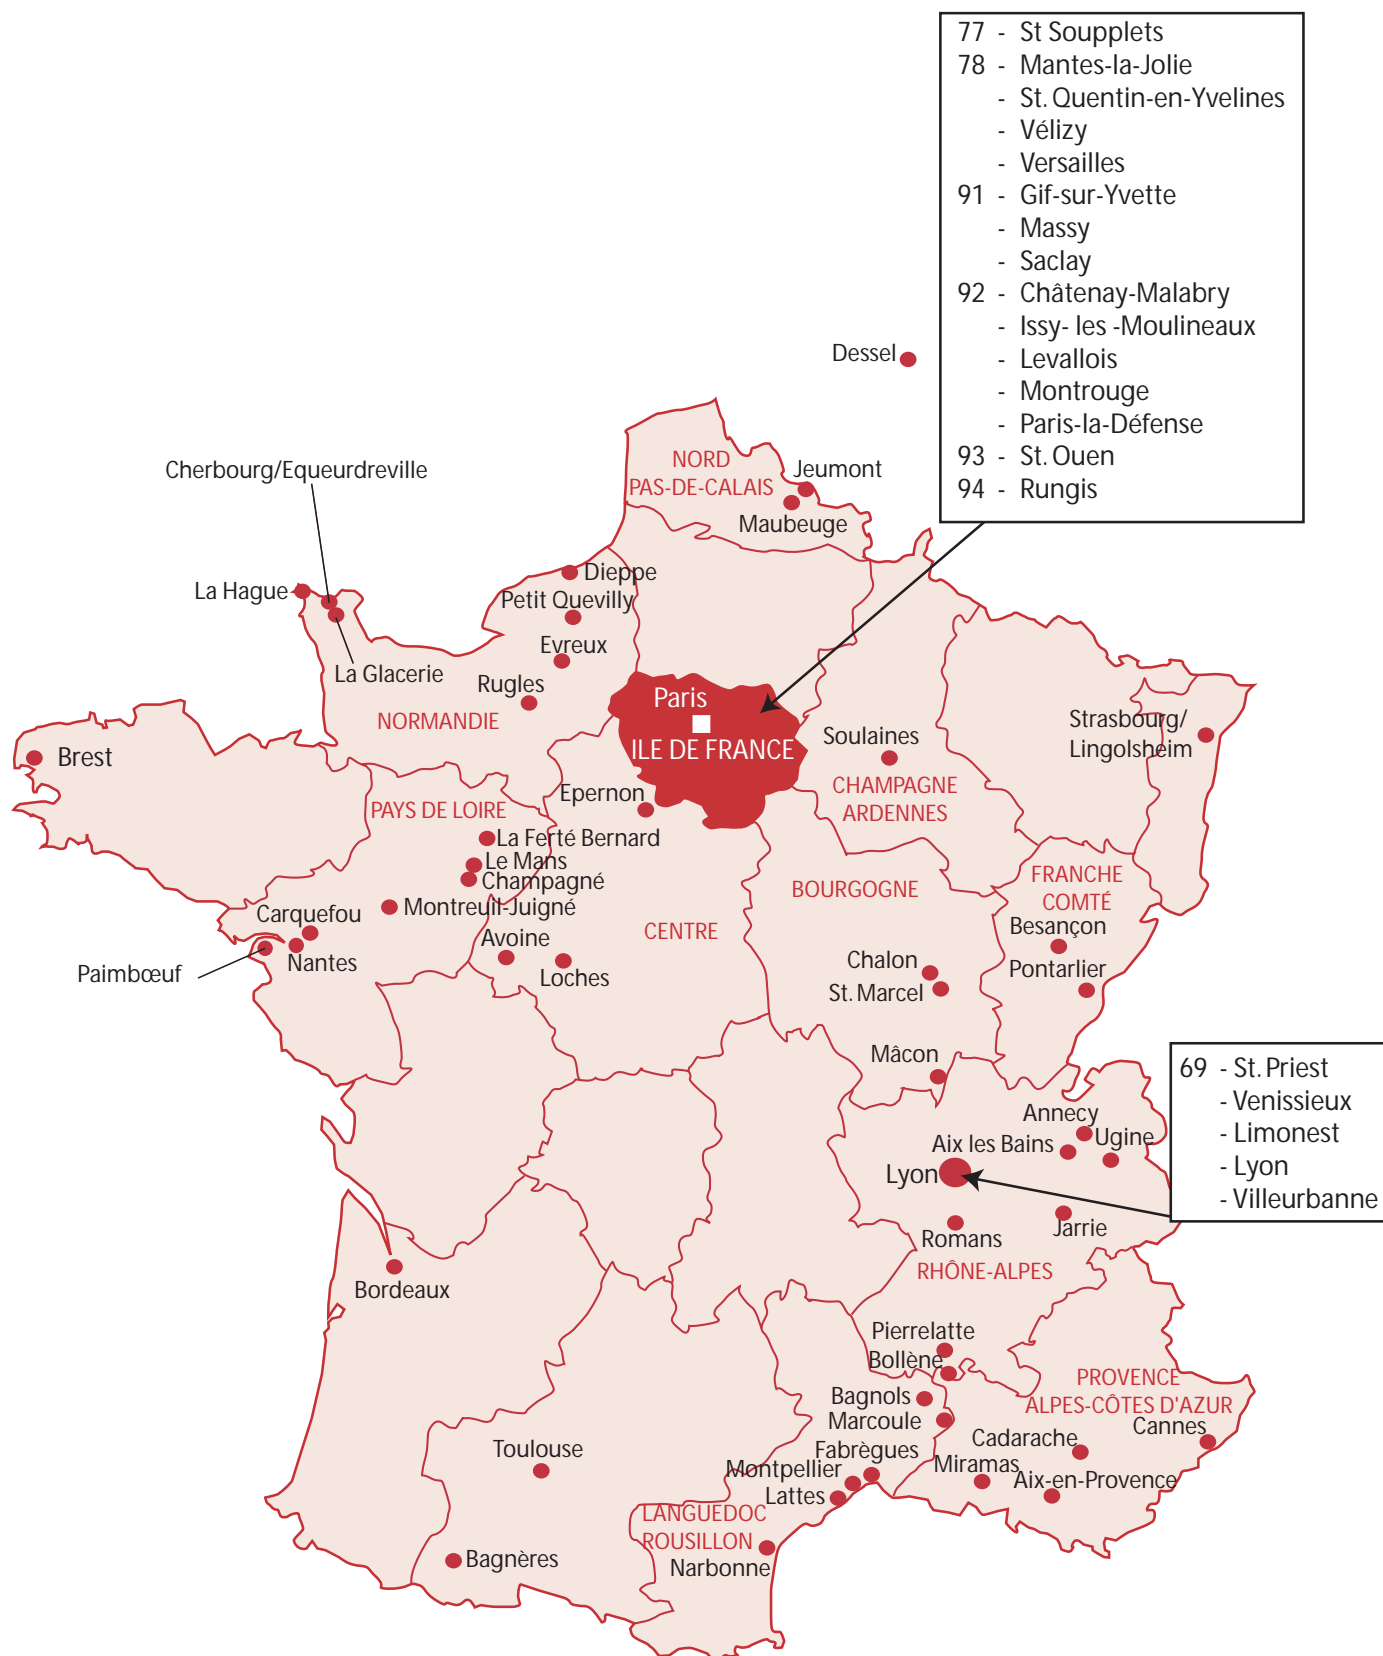 77 - St Soupplets
78 - Mantes-la-Jolie
- St. Quentin-en-Yvelines
- Vélizy
- Versailles
91 - Gif-sur-Yvette
- Massy
- Saclay
92 - Châtenay-Malabry
- Issy- les -Moulineaux
- Levallois
- Montrouge
- Paris-la-Défense
93 - St. Ouen
94 - Rungis
Dessel
NORD
PAS-DE-CALAIS
Jeumont
Maubeuge
Cherbourg/Equeurdreville
La Hague
La Glacerie
Dieppe
Petit Quevilly
Evreux
Rugles
NORMANDIE
Paris
ILE DE FRANCE
Soulaines
CHAMPAGNE
ARDENNES
Strasbourg/
Lingolsheim
Brest
PAYS DE LOIRE
Epernon
La Ferté Bernard
Le Mans
Champagné
Montreuil-Juigné
Carquefou
Nantes
Paimbœuf
Avoine
Loches
CENTRE
BOURGOGNE
FRANCHE
COMTÉ
Besançon
Pontarlier
Chalon
St. Marcel
Mâcon
69 - St. Priest
- Venissieux
- Limonest
- Lyon
- Villeurbanne
Annecy
Aix les Bains
Ugine
Lyon
Romans
Jarrie
RHÔNE-ALPES
Bordeaux
Pierrelatte
Bollène
Bagnols
Marcoule
PROVENCE
ALPES-CÔTES D'AZUR
Cannes
Cadarache
Miramas
Aix-en-Provence
Fabrègues
Montpellier
Lattes
Toulouse
LANGUEDOC
ROUSILLON
Narbonne
Bagnères